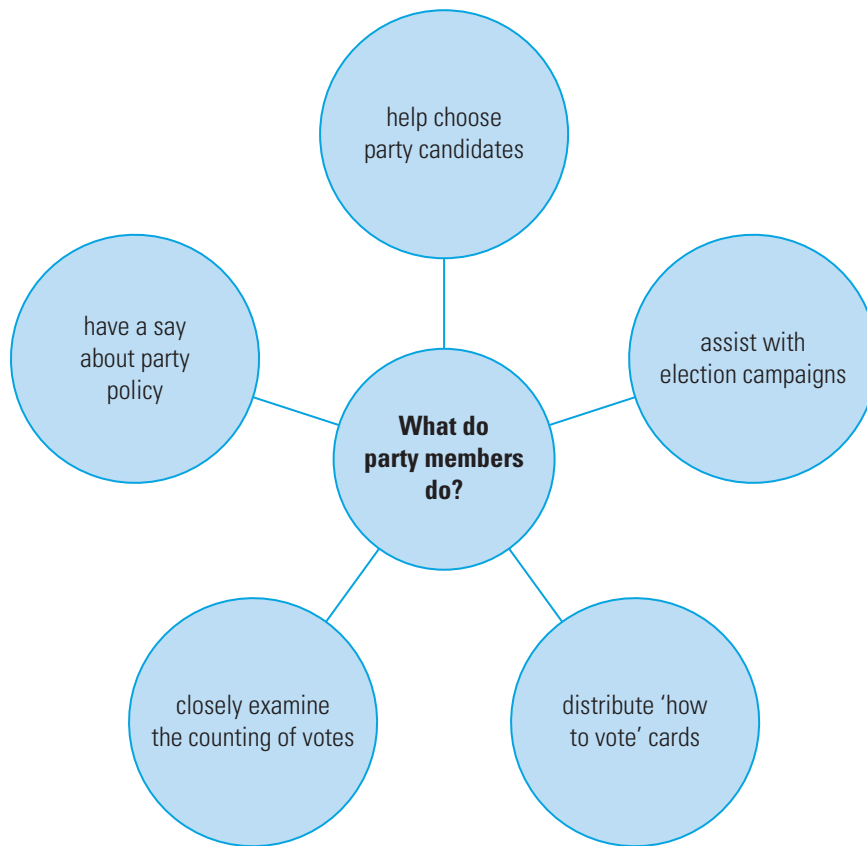 help choose
party candidates
have a say
about party
policy
assist with
election campaigns
What do
party members
do?
closely examine
the counting of votes
distribute ‘how
to vote’ cards